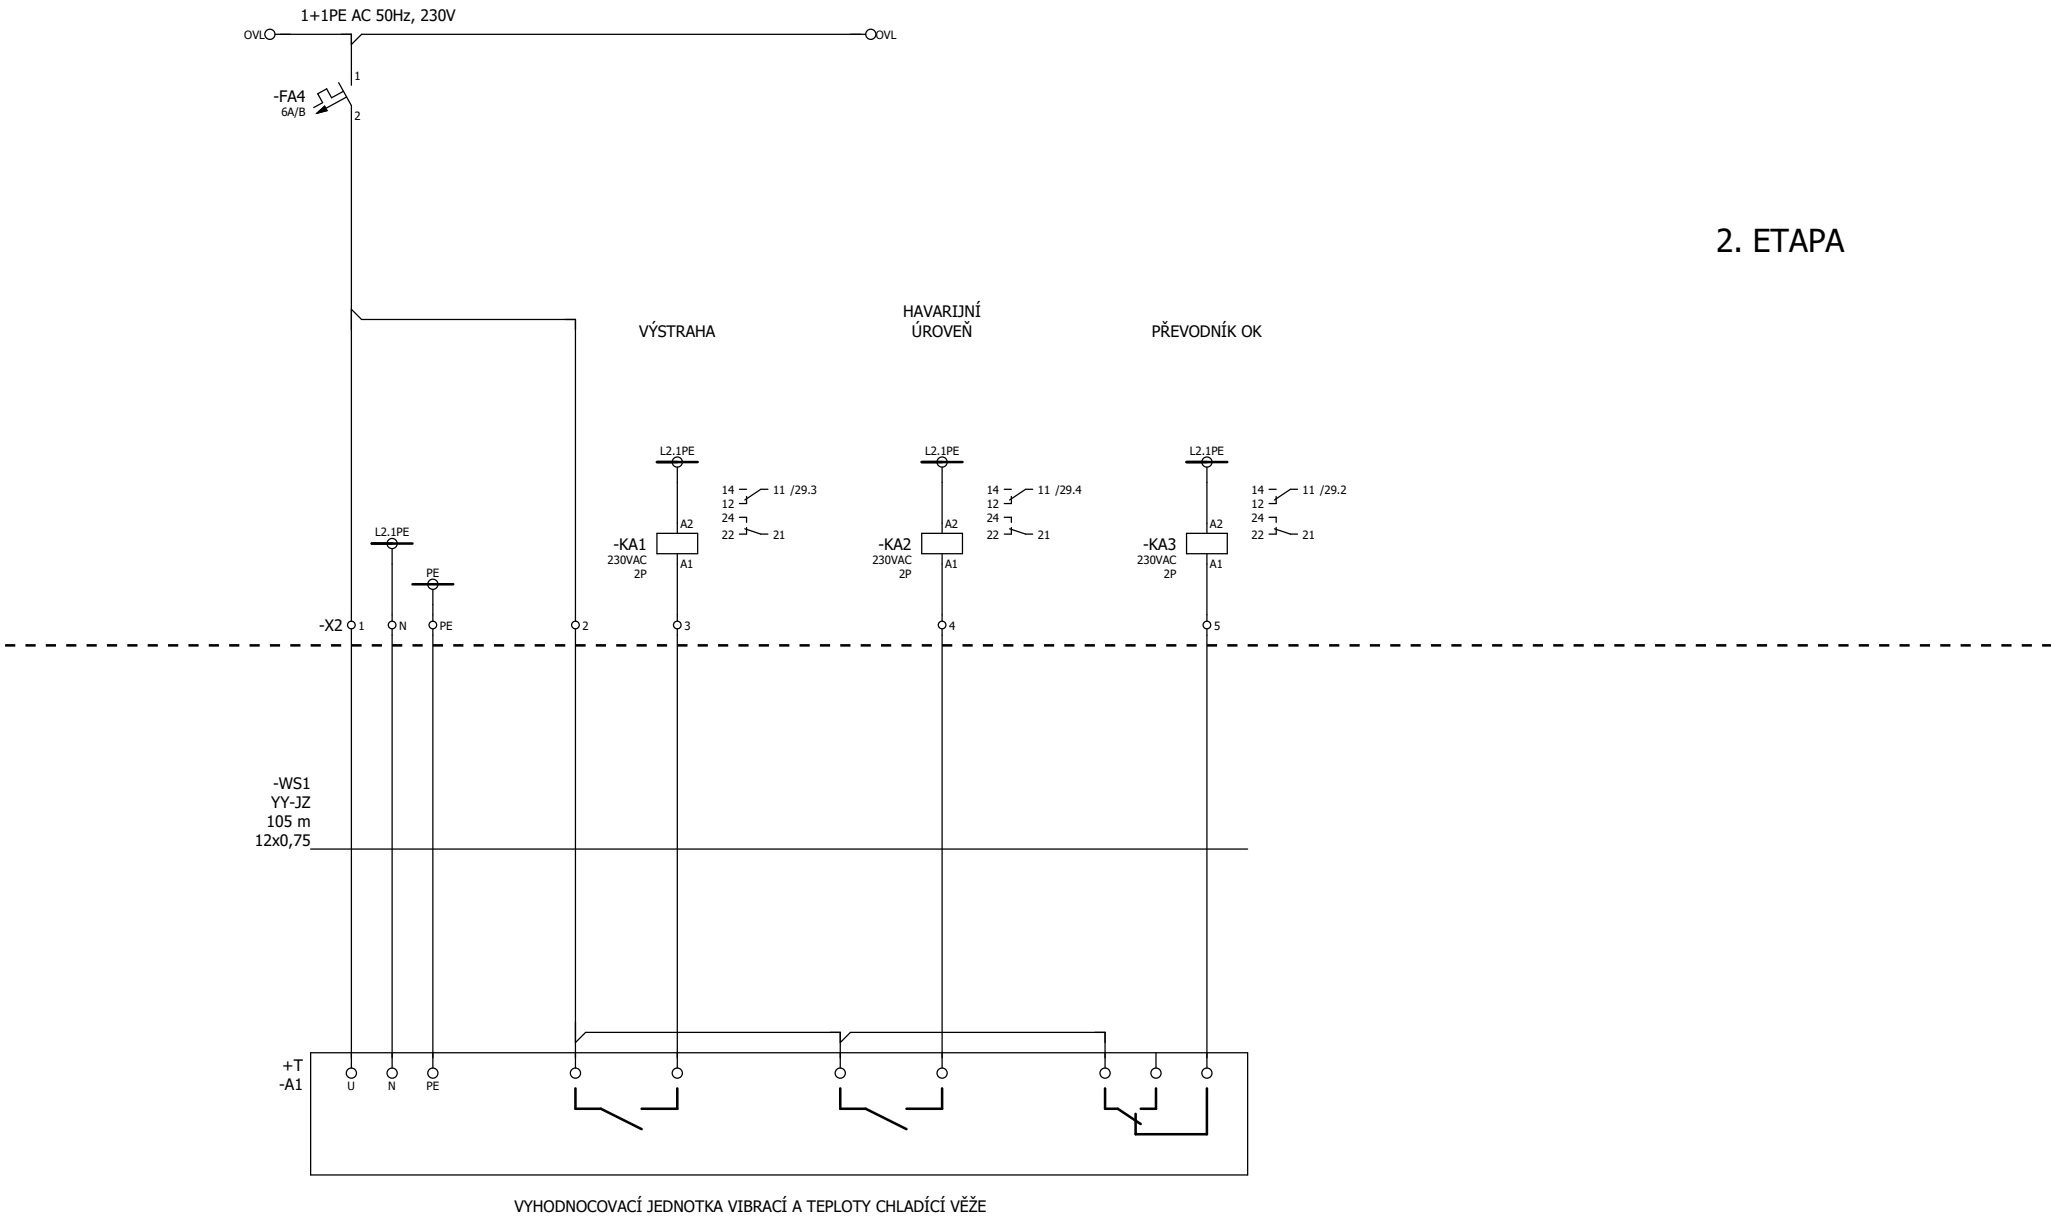 1+1PE AC 50Hz, 230V
OVL
OVL
1
-FA4
6A/B
2
2. ETAPA
VÝSTRAHA
HAVARIJNÍ
ÚROVEŇ
PŘEVODNÍK OK
L2.1PE
14
11 /29.3
12
24
22
21
A2
-KA1
230VAC
2P
A1
L2.1PE
14
11 /29.4
12
24
22
21
A2
-KA2
230VAC
2P
A1
L2.1PE
14
11 /29.2
12
24
22
21
A2
-KA3
230VAC
2P
A1
L2.1PE
PE
-X2
1
N
PE
2
3
4
5
-WS1
YY-JZ
105 m
12x0,75
+T
-A1
U
N
PE
VYHODNOCOVACÍ JEDNOTKA VIBRACÍ A TEPLOTY CHLADÍCÍ VĚŽE